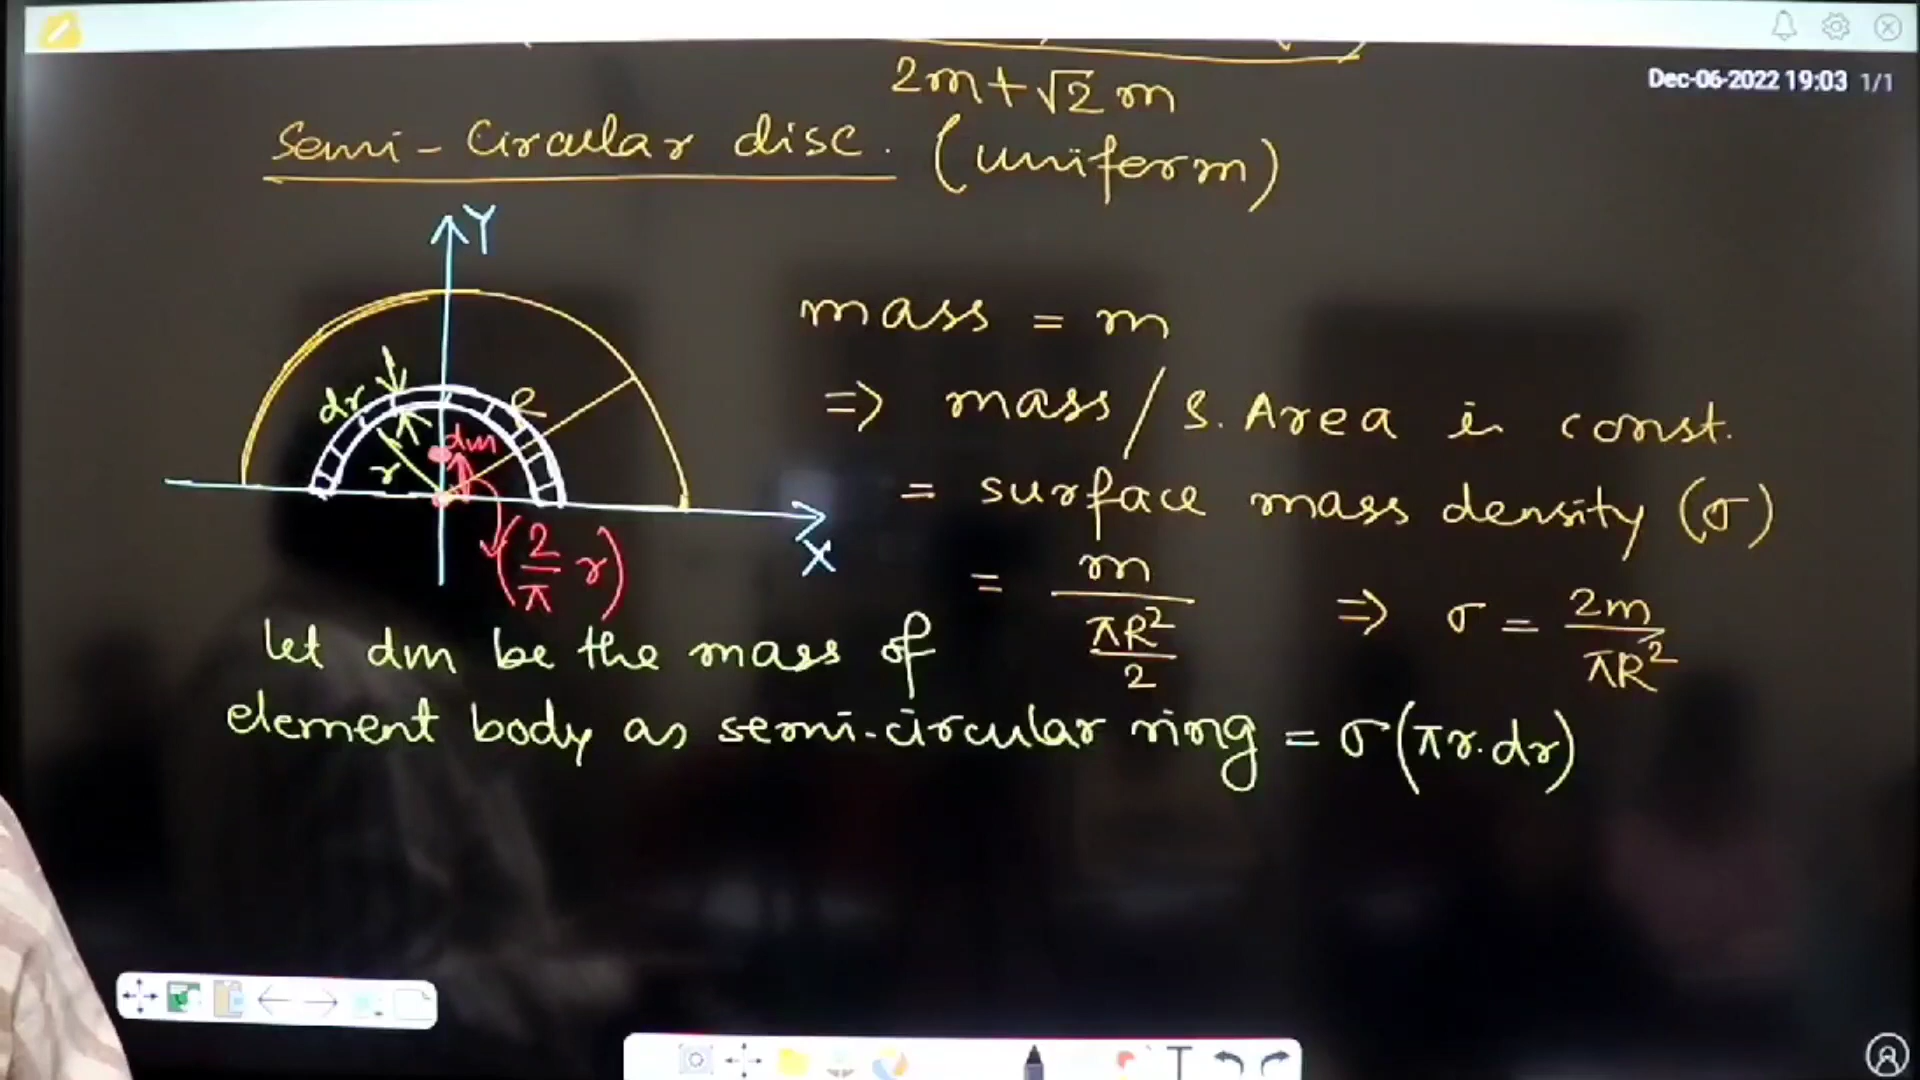 Dec-06-2022 19:03 1/1
2m+√2 m
Semi-Circular disc. (uniform)
Y
mass = m
dr
R
⇒ mass/S.Area is const.
dm
r
= surface mass density (σ)
X
(2/π r)
= m/(πR²/2) ⇒ σ = 2m/πR²
let dm be the mass of
element body as semi-circular ring = σ(πr.dr)
T